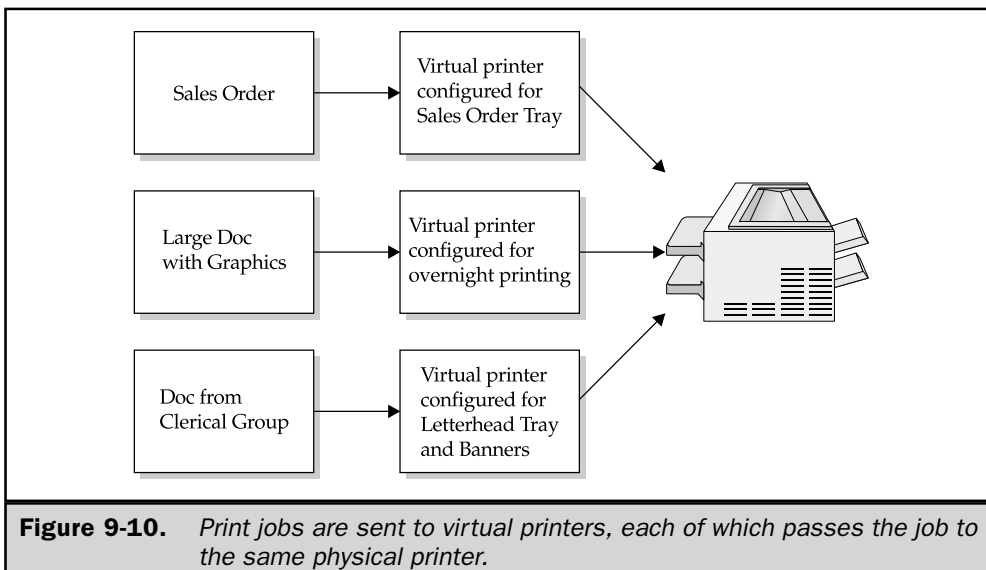 Sales Order
Virtual printer
configured for
Sales Order Tray
Large Doc
with Graphics
Virtual printer
configured for
overnight printing
Doc from
Clerical Group
Virtual printer
configured for
Letterhead Tray
and Banners
Figure 9-10. Print jobs are sent to virtual printers, each of which passes the job to
the same physical printer.